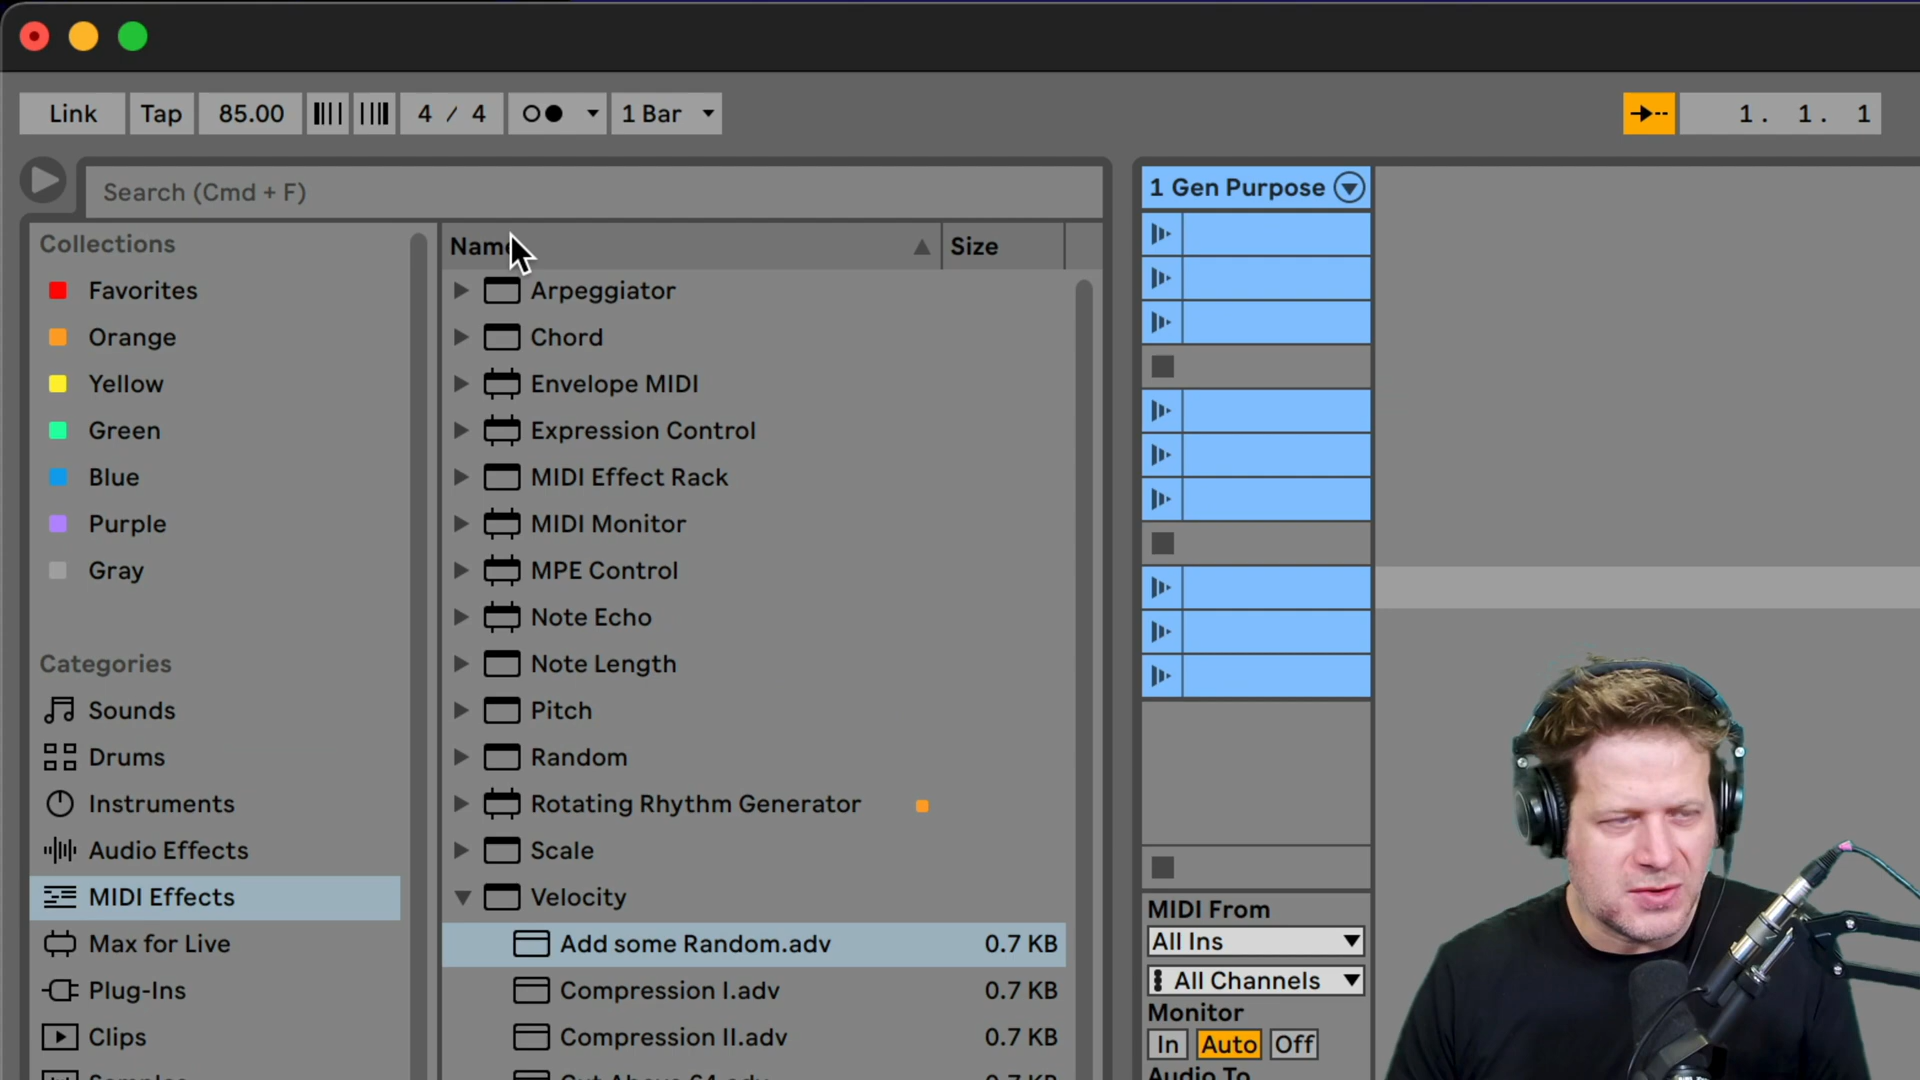 Link Tap 85.00 4 / 4 1 Bar 1. 1. 1
Search (Cmd + F)
1 Gen Purpose
Collections
Favorites
Orange
Yellow
Green
Blue
Purple
Gray
Categories
Sounds
Drums
Instruments
Audio Effects
MIDI Effects
Max for Live
Plug-Ins
Clips
Name Size
Arpeggiator
Chord
Envelope MIDI
Expression Control
MIDI Effect Rack
MIDI Monitor
MPE Control
Note Echo
Note Length
Pitch
Random
Rotating Rhythm Generator
Scale
Velocity
Add some Random.adv 0.7 KB
Compression I.adv 0.7 KB
Compression II.adv 0.7 KB
MIDI From
All Ins
All Channels
Monitor
In Auto Off
Audio To